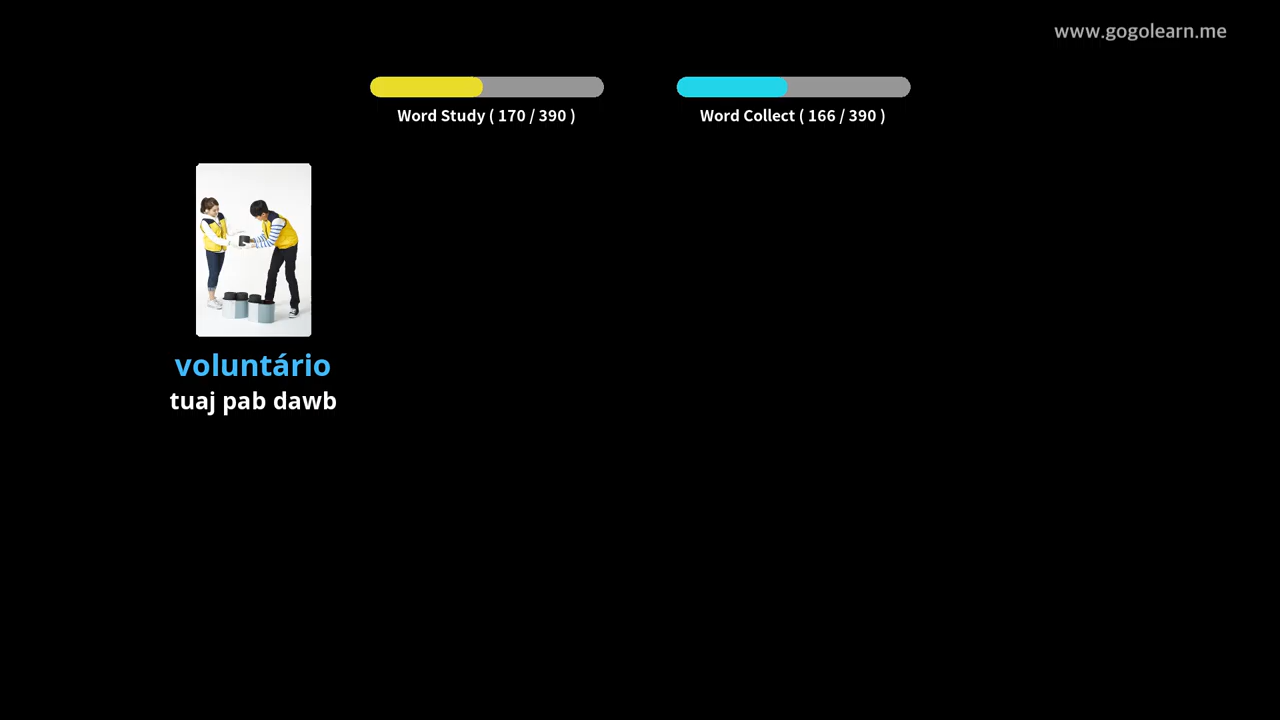 www.gogolearn.me
Word Study ( 170 / 390 )
Word Collect ( 166 / 390 )
voluntário
tuaj pab dawb